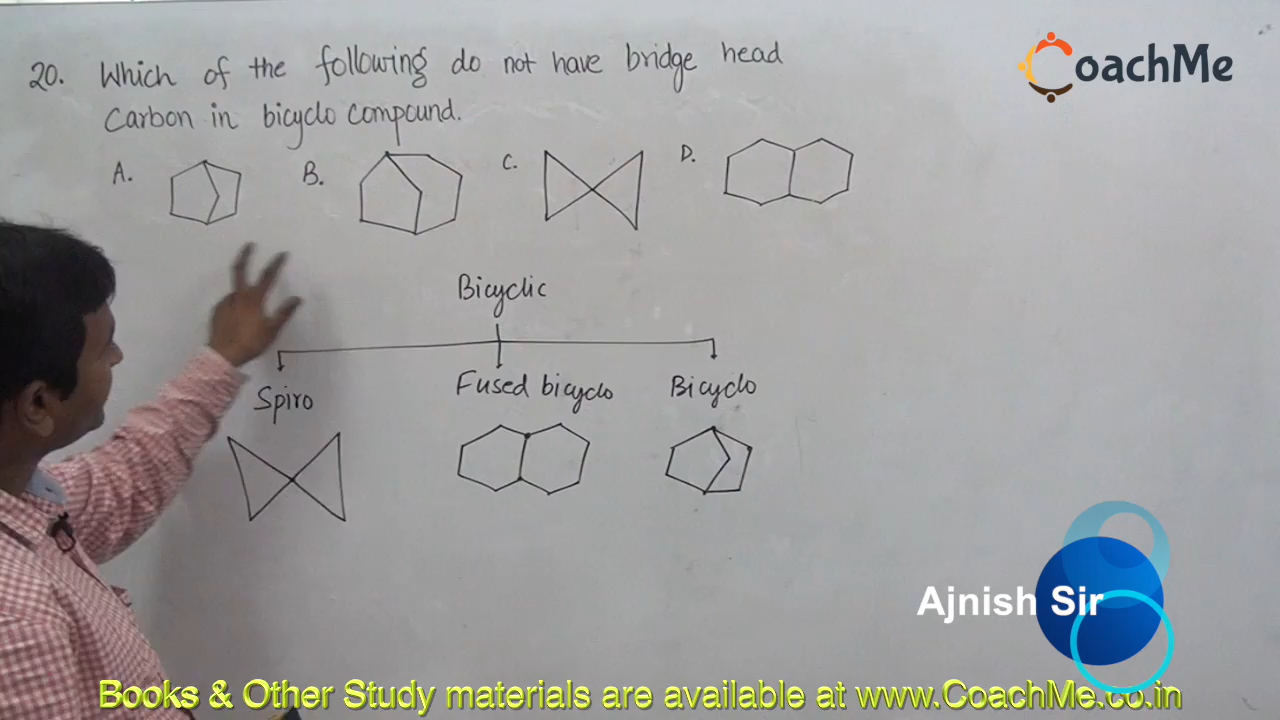 20. Which of the following do not have bridge head
Carbon in bicyclo compound.
A.
B.
C.
D.
Bicyclic
Spiro
Fused bicyclo
Bicyclo
CoachMe
Ajnish Sir
Books & Other Study materials are available at www.CoachMe.co.in